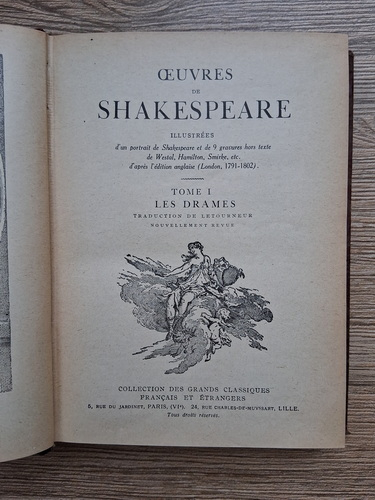 ŒUVRES
DE
SHAKESPEARE
ILLUSTRÉES
d'un portrait de Shakespeare et de 9 gravures hors texte
de Westal, Hamilton, Smirke, etc.
d'après l'édition anglaise (London, 1791-1802).
TOME I
LES DRAMES
TRADUCTION DE LETOURNEUR
NOUVELLEMENT REVUE
COLLECTION DES GRANDS CLASSIQUES
FRANÇAIS ET ÉTRANGERS
5, RUE DU JARDINET, PARIS, (VIᵉ). 24, RUE CHARLES-DE-MUYSSART, LILLE.
Tous droits réservés.